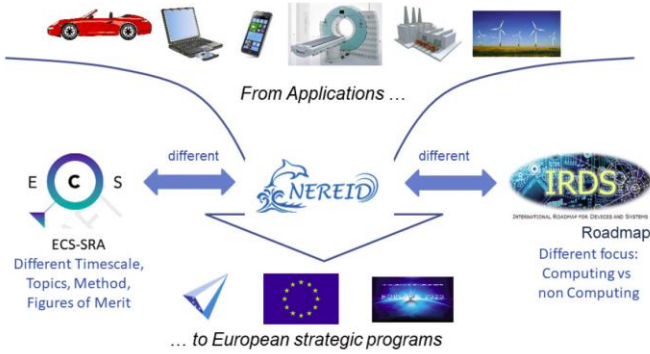 From Applications ...
different
different
E C S
NEREID
IRDS
INTERNATIONAL ROADMAP FOR DEVICES AND SYSTEMS
Roadmap
ECS-SRA
Different Timescale,
Topics, Method,
Figures of Merit
Different focus:
Computing vs
non Computing
... to European strategic programs